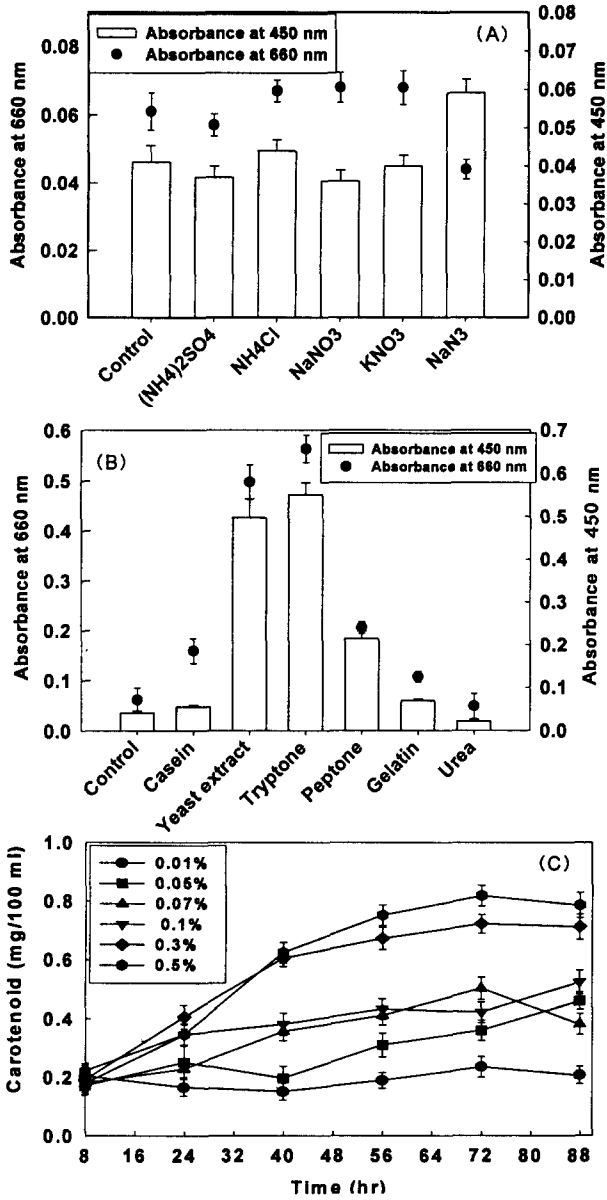 (A)
Absorbance at 450 nm
Absorbance at 660 nm
0.08
0.06
0.04
0.02
0.00
Absorbance at 660 nm
0.08
0.07
0.06
0.05
0.04
0.03
0.02
0.01
0.00
Absorbance at 450 nm
Control
(NH4)2SO4
NH4Cl
NaNO3
KNO3
NaN3
(B)
Absorbance at 450 nm
Absorbance at 660 nm
0.6
0.5
0.4
0.3
0.2
0.1
0.0
Absorbance at 660 nm
0.7
0.6
0.5
0.4
0.3
0.2
0.1
0.0
Absorbance at 450 nm
Control
Casein
Yeast extract
Tryptone
Peptone
Gelatin
Urea
(C)
0.01%
0.05%
0.07%
0.1%
0.3%
0.5%
1.0
0.8
0.6
0.4
0.2
0.0
Carotenoid (mg/100 ml)
8 24 32 40 48 56 64 72 80 88
Time (hr)